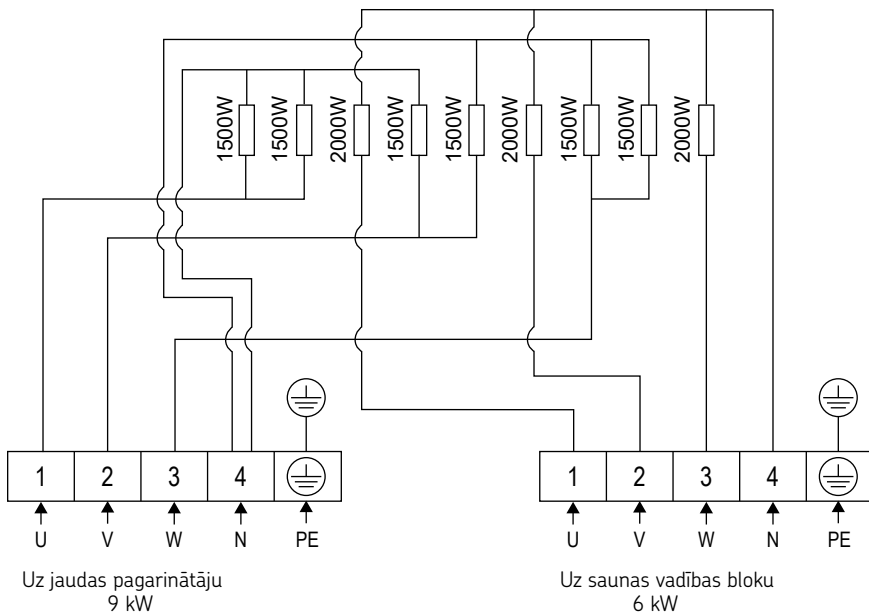 1500W 1500W 2000W 1500W 1500W 2000W 1500W 1500W 2000W
1 2 3 4
U V W N PE
Uz jaudas pagarinātāju
9 kW
1 2 3 4
U V W N PE
Uz saunas vadības bloku
6 kW